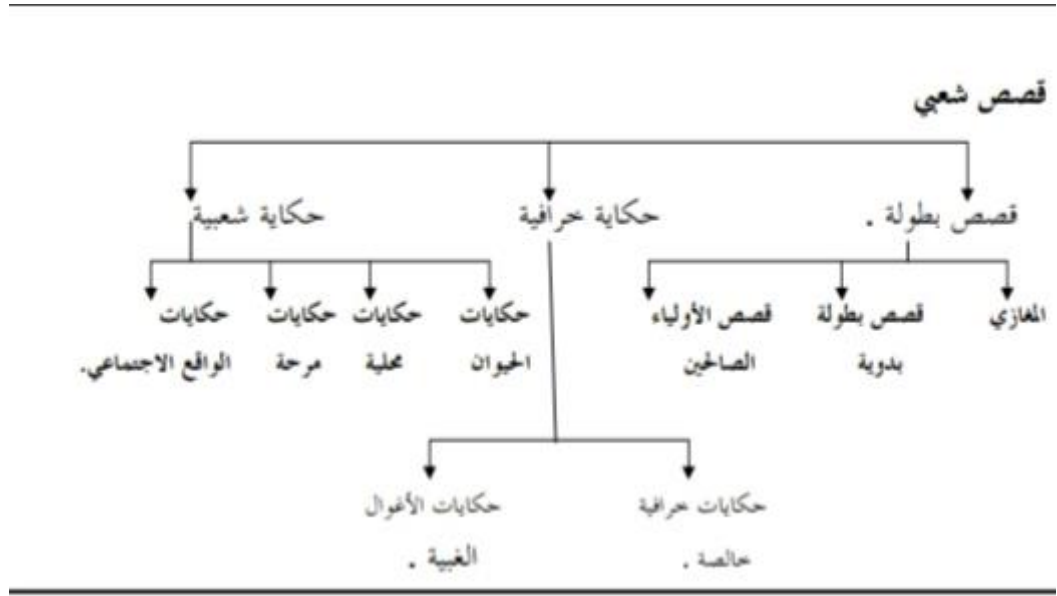 قصص شعبي
قصص بطولة .
حكاية خرافية
حكاية شعبية
المغازي
قصص بطولة
بدوية
قصص الأولياء
الصالحين
حكايات
الحيوان
حكايات
محلية
حكايات
مرحة
حكايات
الواقع الاجتماعي.
حكايات خرافية
خالصة .
حكايات الأغوال
الغبية .